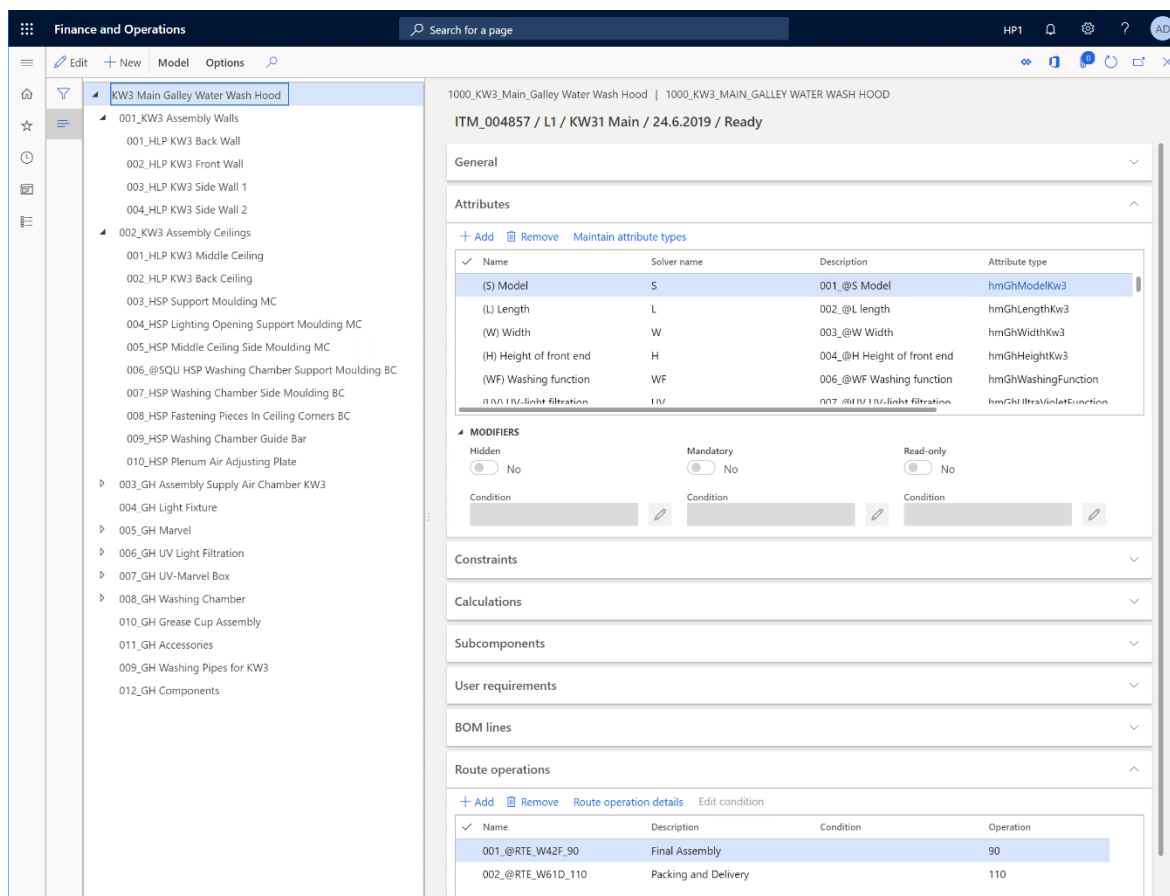 Finance and Operations
Search for a page
HP1
?
AD
Edit
New
Model
Options
0
KW3 Main Galley Water Wash Hood
001_KW3 Assembly Walls
001_HLP KW3 Back Wall
002_HLP KW3 Front Wall
003_HLP KW3 Side Wall 1
004_HLP KW3 Side Wall 2
002_KW3 Assembly Ceilings
001_HLP KW3 Middle Ceiling
002_HLP KW3 Back Ceiling
003_HSP Support Moulding MC
004_HSP Lighting Opening Support Moulding MC
005_HSP Middle Ceiling Side Moulding MC
006_@SQU HSP Washing Chamber Support Moulding BC
007_HSP Washing Chamber Side Moulding BC
008_HSP Fastening Pieces In Ceiling Corners BC
009_HSP Washing Chamber Guide Bar
010_HSP Plenum Air Adjusting Plate
003_GH Assembly Supply Air Chamber KW3
004_GH Light Fixture
005_GH Marvel
006_GH UV Light Filtration
007_GH UV-Marvel Box
008_GH Washing Chamber
010_GH Grease Cup Assembly
011_GH Accessories
009_GH Washing Pipes for KW3
012_GH Components
1000_KW3_Main_Galley Water Wash Hood | 1000_KW3_MAIN_GALLEY WATER WASH HOOD
ITM_004857 / L1 / KW31 Main / 24.6.2019 / Ready
General
Attributes
Add Remove Maintain attribute types
Name Solver name Description Attribute type
(S) Model S 001_@S Model hmGhModelKw3
(L) Length L 002_@L length hmGhLengthKw3
(W) Width W 003_@W Width hmGhWidthKw3
(H) Height of front end H 004_@H Height of front end hmGhHeightKw3
(WF) Washing function WF 006_@WF Washing function hmGhWashingFunction
(UV) UV-light filtration UV 007_@UV UV-light filtration hmGhUltraVioletFunction
MODIFIERS
Hidden Mandatory Read-only
No No No
Condition Condition Condition
Constraints
Calculations
Subcomponents
User requirements
BOM lines
Route operations
Add Remove Route operation details Edit condition
Name Description Condition Operation
001_@RTE_W42F_90 Final Assembly 90
002_@RTE_W61D_110 Packing and Delivery 110